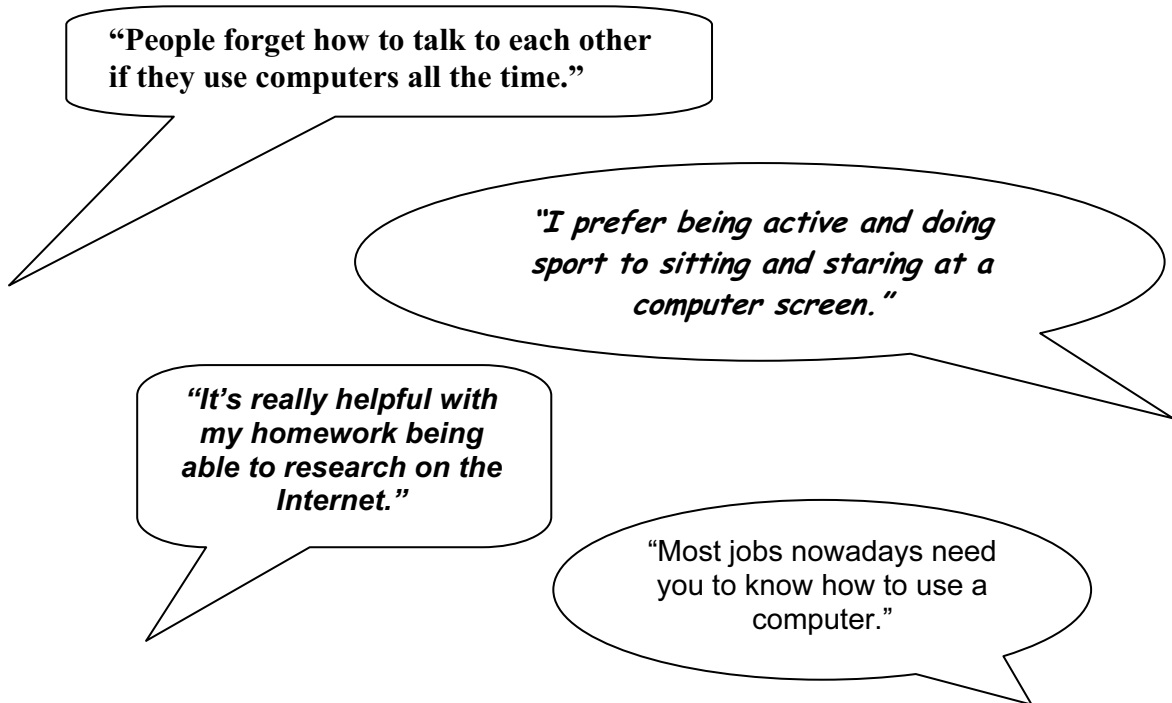 “People forget how to talk to each other
if they use computers all the time.”
“I prefer being active and doing
sport to sitting and staring at a
computer screen.”
“It’s really helpful with
my homework being
able to research on the
Internet.”
“Most jobs nowadays need
you to know how to use a
computer.”